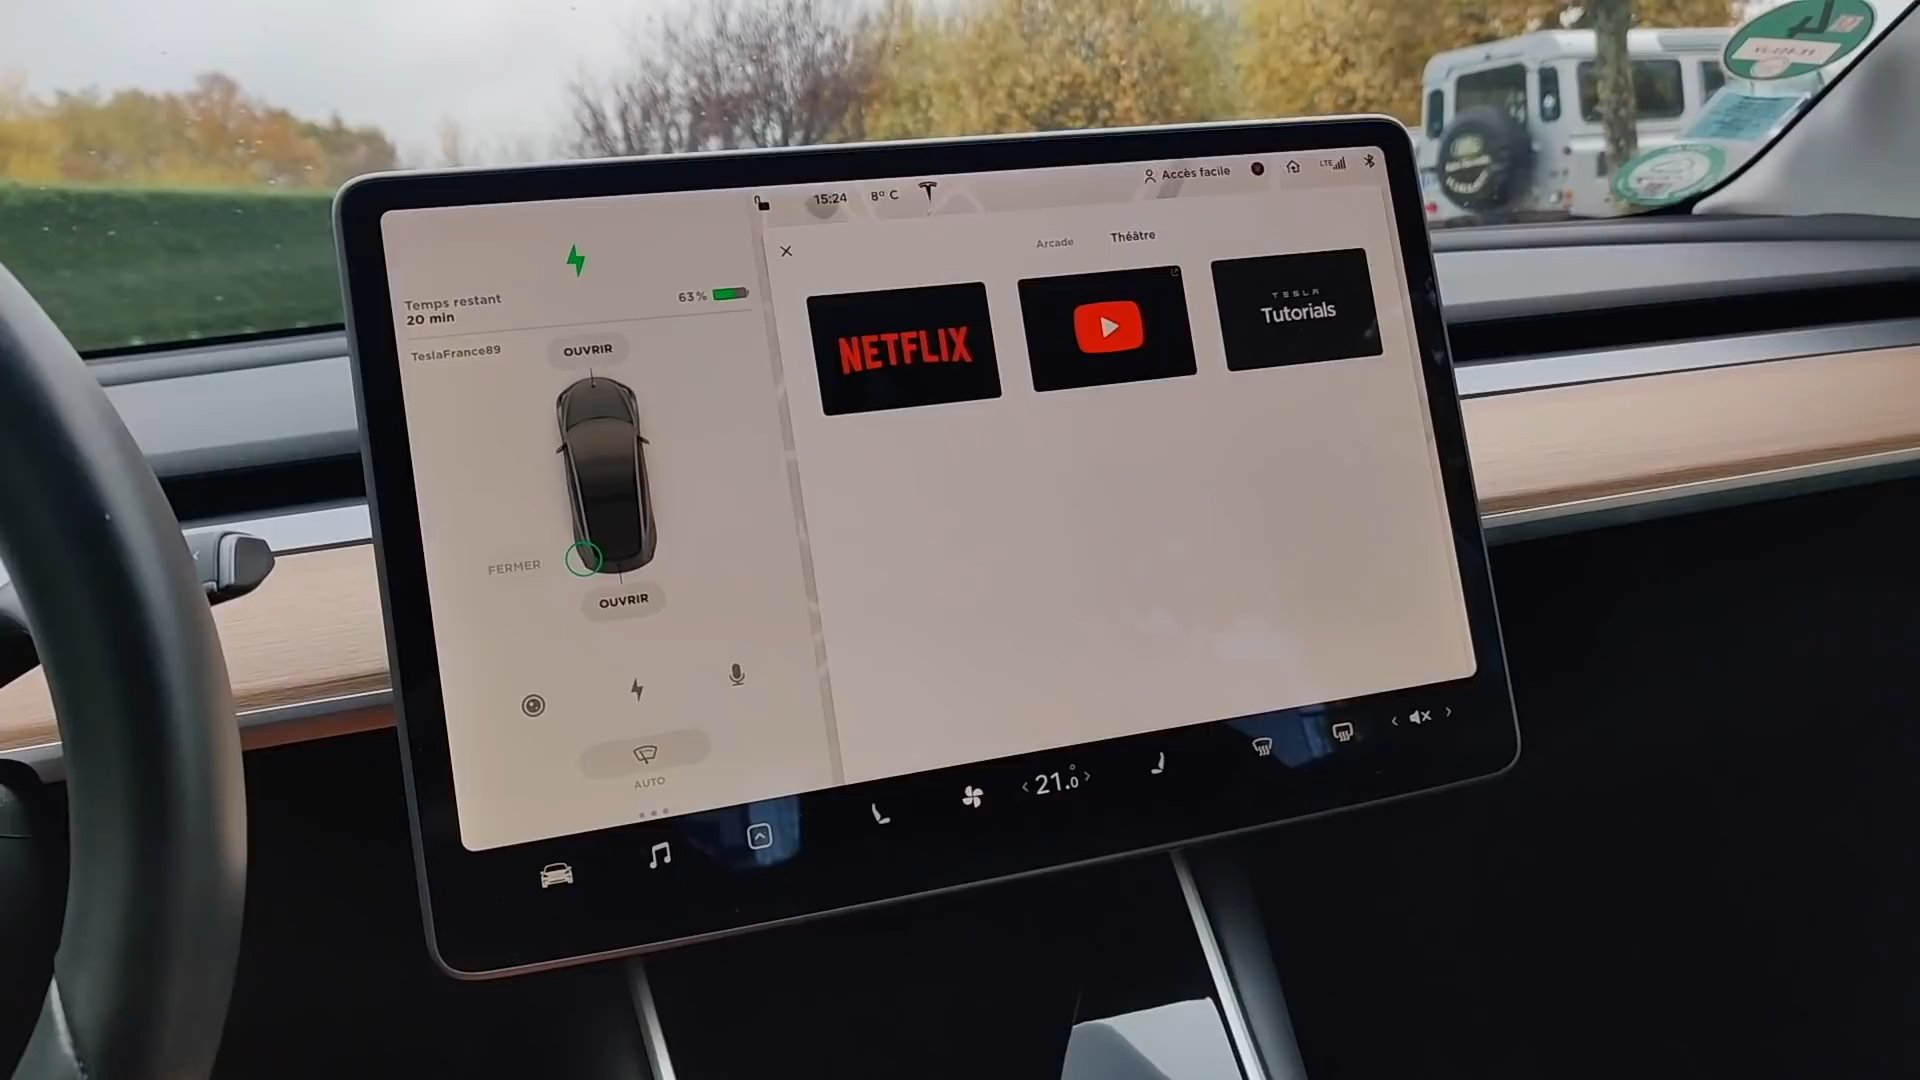 15:24 8° C
Accès facile
LTE
Arcade Théâtre
Temps restant
20 min
63%
TeslaFrance89
OUVRIR
FERMER
OUVRIR
AUTO
NETFLIX
TESLA
Tutorials
21.0°